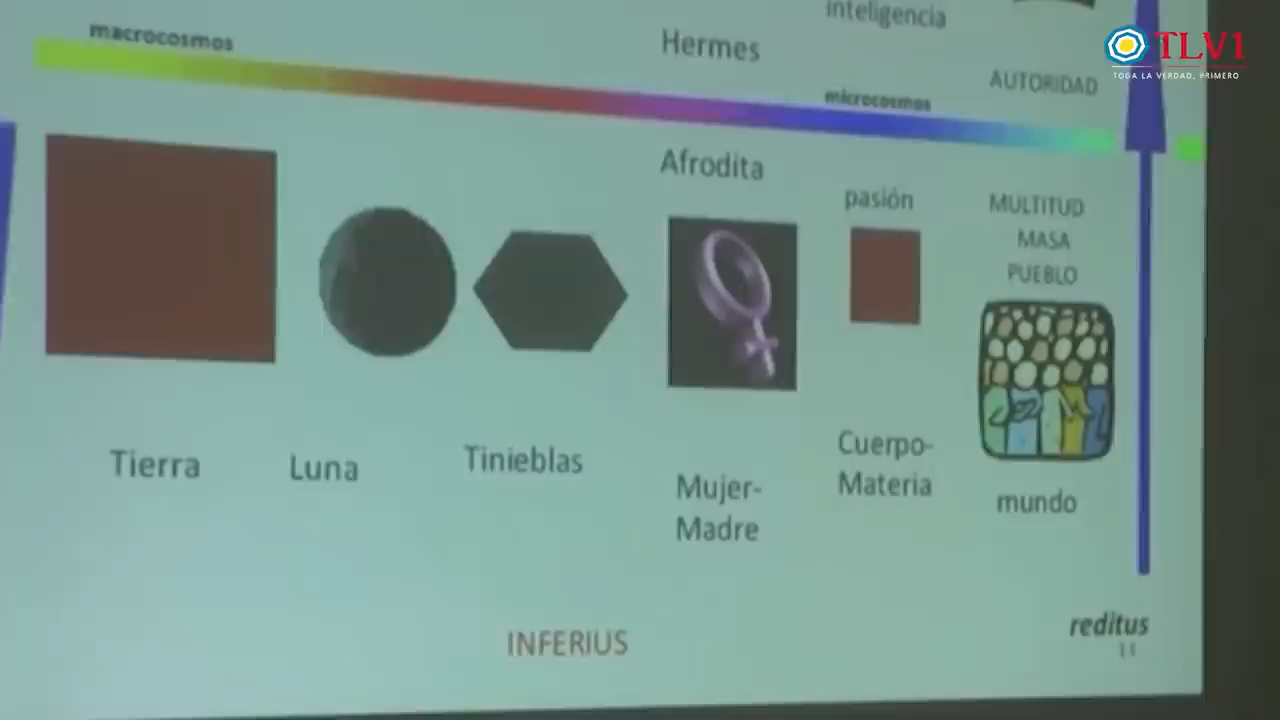 inteligencia
macrocosmos
Hermes
TLV1
TODA LA VERDAD, PRIMERO
AUTORIDAD
microcosmos
Afrodita
pasión
MULTITUD
MASA
PUEBLO
Tierra
Luna
Tinieblas
Cuerpo-
Materia
Mujer-
Madre
mundo
INFERIUS
reditus
11